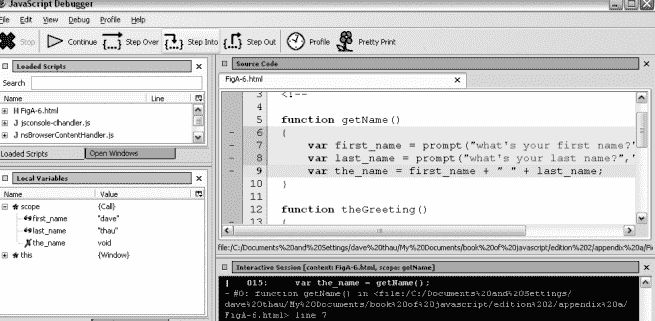 JavaScript Debugger
File Edit View Debug Profile Help
Stop Continue Step Over Step Into Step Out Profile Pretty Print
Loaded Scripts
Search
Name Line
FigA-6.html
jsconsole-clhandler.js
nsBrowserContentHandler.js
Loaded Scripts Open Windows
Local Variables
Name Value
scope {Call}
first_name "dave"
last_name "thau"
the_name void
this {Window}
Source Code
FigA-6.html
3 <!--
4
5 function getName()
- 6 {
- 7 var first_name = prompt("what's your first name?"
- 8 var last_name = prompt("what's your last name?","
- 9 var the_name = first_name + " " + last_name;
10 }
11
12 function theGreeting()
- 13 {
file:/C:/Documents%20and%20Settings/dave%20thau/My%20Documents/book%20of%20javascript/edition%202/appendix%20a/Fi
Interactive Session [content: FigA-6.html, scope: getName]
015: var the_name = getName();
-#0: function getName() in <file:/C:/Documents%20and%20Settings/
dave%20thau/My%20Documents/book%20of%20javascript/edition%202/appendix%20a/
FigA-6.html> line 7